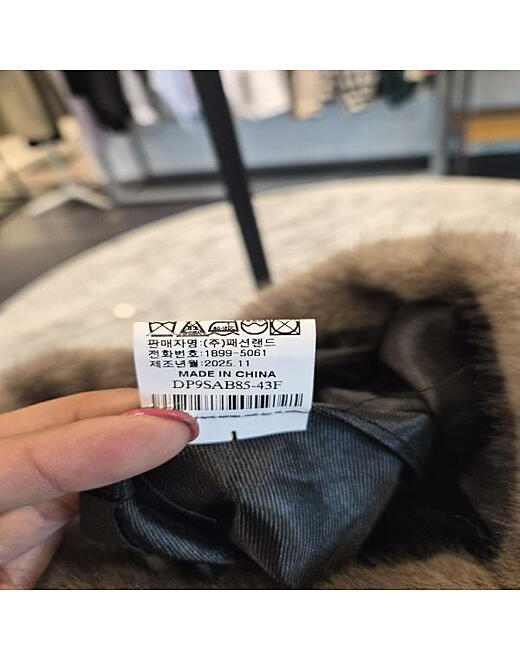 판매자명:(주)패션랜드
전화번호:1899-5061
제조년월:2025.11
MADE IN CHINA
DP9SAB85-43F